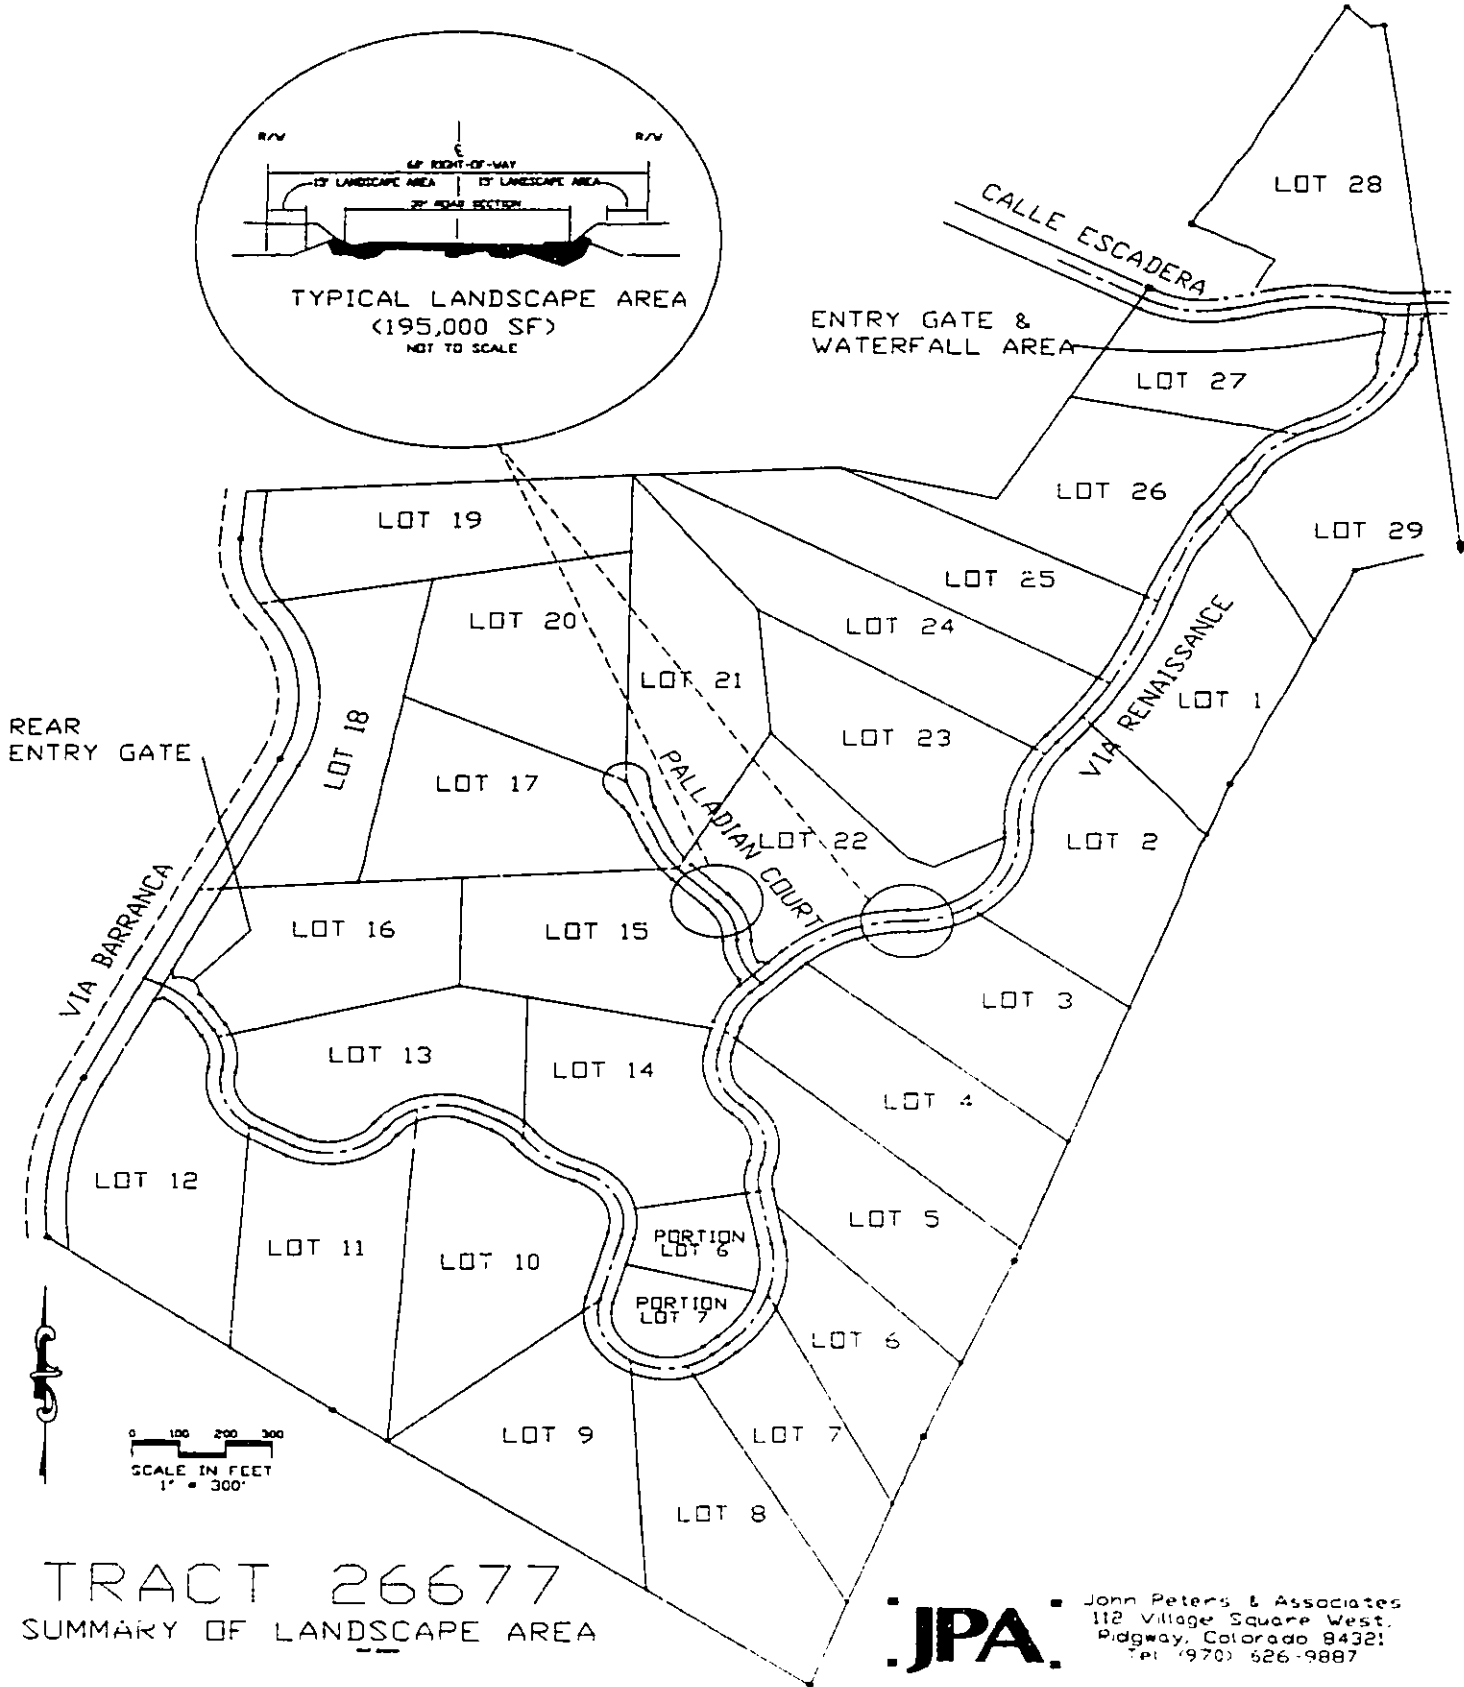 R/W
R/W
RIGHT-OF-WAY
15' LANDSCAPE AREA
15' LANDSCAPE AREA
ROAD SECTION
TYPICAL LANDSCAPE AREA
(195,000 SF)
NOT TO SCALE
LOT 28
CALLE ESCADERA
ENTRY GATE &
WATERFALL AREA
LOT 27
LOT 26
LOT 19
LOT 29
LOT 25
LOT 20
LOT 24
LOT 21
VIA RENAISSANCE
LOT 1
REAR
ENTRY GATE
LOT 18
LOT 23
LOT 17
PALLADIAN COURT
LOT 22
LOT 2
VIA BARRANCA
LOT 16
LOT 15
LOT 3
LOT 13
LOT 14
LOT 4
LOT 12
LOT 5
LOT 11
LOT 10
PORTION
LOT 6
PORTION
LOT 7
LOT 6
LOT 9
LOT 7
LOT 8
0 100 200 300
SCALE IN FEET
1" = 300'
TRACT 26677
SUMMARY OF LANDSCAPE AREA
JPA
John Peters & Associates
112 Village Square West,
Ridgway, Colorado 84321
Tel (970) 626-9887